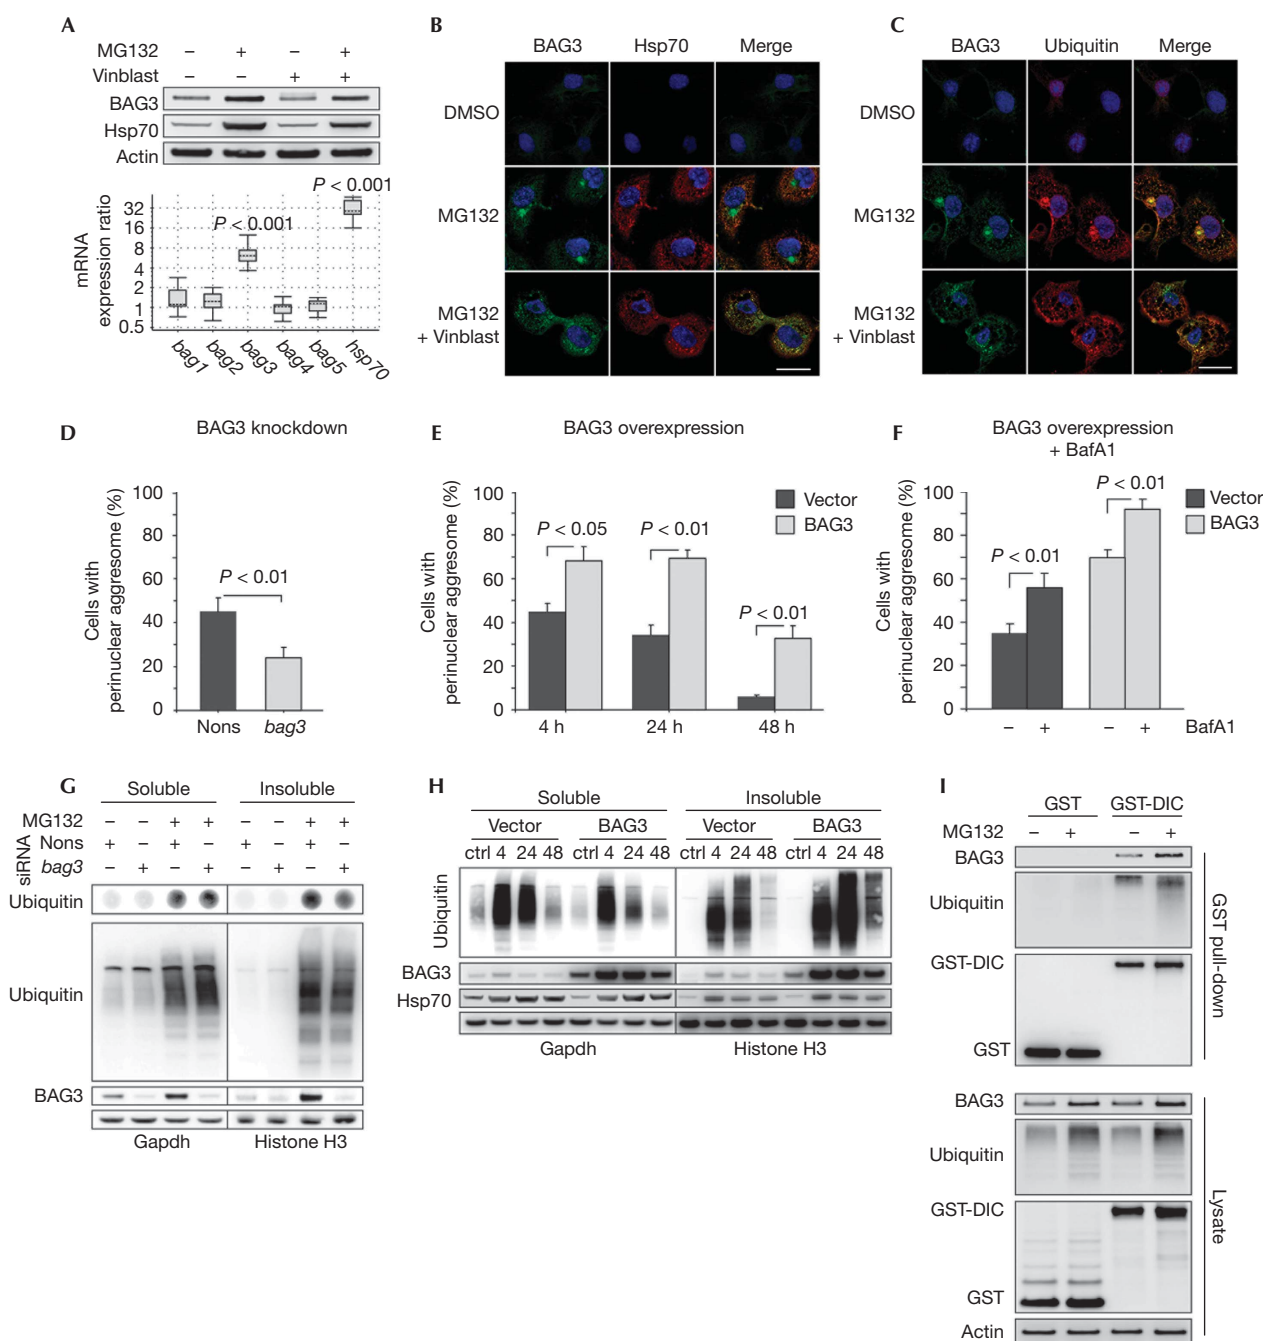 A
MG132 – + – +
Vinblast – – + +
BAG3
Hsp70
Actin
P < 0.001
P < 0.001
mRNA
expression ratio
32
16
8
4
2
1
0.5
bag1 bag2 bag3 bag4 bag5 hsp70
B
BAG3 Hsp70 Merge
DMSO
MG132
MG132
+ Vinblast
C
BAG3 Ubiquitin Merge
DMSO
MG132
MG132
+ Vinblast
D
BAG3 knockdown
Cells with
perinuclear aggresome (%)
100
80
60
40
20
0
P < 0.01
Nons bag3
E
BAG3 overexpression
Cells with
perinuclear aggresome (%)
100
80
60
40
20
0
P < 0.05
P < 0.01
P < 0.01
Vector
BAG3
4 h 24 h 48 h
F
BAG3 overexpression
+ BafA1
Cells with
perinuclear aggresome (%)
100
80
60
40
20
0
P < 0.01
P < 0.01
Vector
BAG3
– + – + BafA1
G
Soluble Insoluble
MG132 – – + + – – + +
siRNA
Nons + – + – + – + –
bag3 – + – + – + – +
Ubiquitin
Ubiquitin
BAG3
Gapdh Histone H3
H
Soluble Insoluble
Vector BAG3 Vector BAG3
ctrl 4 24 48 ctrl 4 24 48 ctrl 4 24 48 ctrl 4 24 48
Ubiquitin
BAG3
Hsp70
Gapdh Histone H3
I
GST GST-DIC
MG132 – + – +
BAG3
Ubiquitin
GST-DIC
GST
GST pull-down
BAG3
Ubiquitin
GST-DIC
GST
Actin
Lysate